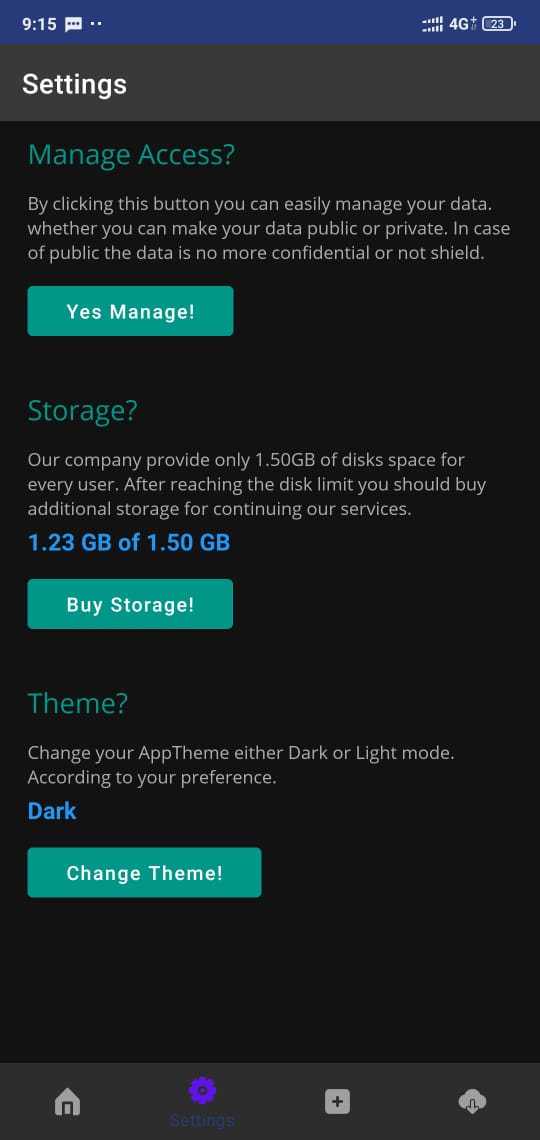 9:15 4G+ 23
Settings
Manage Access?
By clicking this button you can easily manage your data.
whether you can make your data public or private. In case
of public the data is no more confidential or not shield.
Yes Manage!
Storage?
Our company provide only 1.50GB of disks space for
every user. After reaching the disk limit you should buy
additional storage for continuing our services.
1.23 GB of 1.50 GB
Buy Storage!
Theme?
Change your AppTheme either Dark or Light mode.
According to your preference.
Dark
Change Theme!
Settings